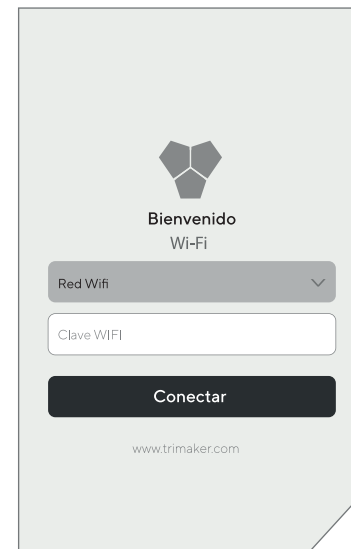 Bienvenido
Wi-Fi
Red Wifi
Clave WIFI
Conectar
www.trimaker.com